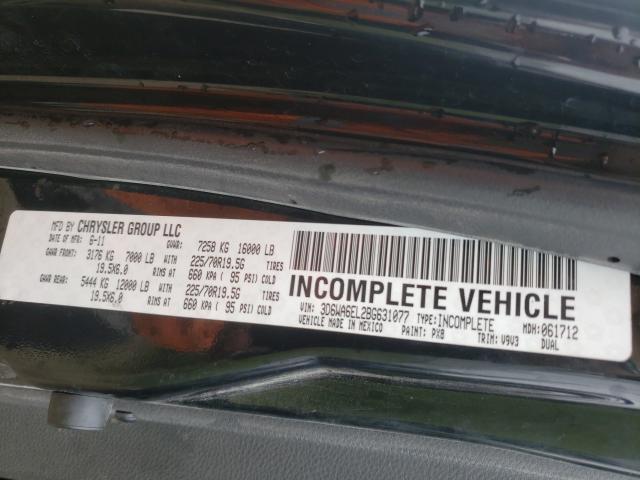 MFD BY CHRYSLER GROUP LLC
DATE OF MFR: 6-11 GVWR: 7258 KG 16000 LB
GAWR FRONT: 3176 KG 7000 LB WITH 225/70R19.5G TIRES
19.5X6.0 RIMS AT 660 KPA ( 95 PSI) COLD
GAWR REAR: 5444 KG 12000 LB WITH 225/70R19.5G TIRES
19.5X6.0 RIMS AT 660 KPA ( 95 PSI) COLD
INCOMPLETE VEHICLE
VIN: 3D6WA6EL2BG631077 TYPE: INCOMPLETE MDH: 061712
VEHICLE MADE IN MEXICO PAINT: PX8 TRIM: V9V3 DUAL